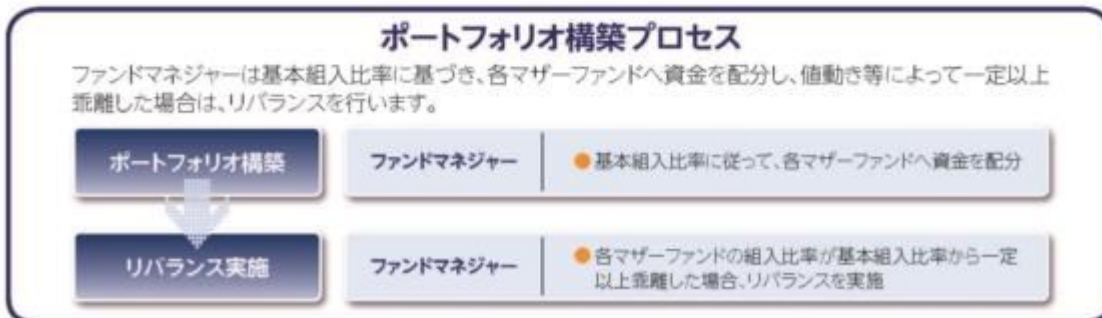 ポートフォリオ構築プロセス
ファンドマネジャーは基本組入比率に基づき、各マザーファンドへ資金を配分し、値動き等によって一定以上
乖離した場合は、リバランスを行います。
ポートフォリオ構築
ファンドマネジャー
●基本組入比率に従って、各マザーファンドへ資金を配分
リバランス実施
ファンドマネジャー
●各マザーファンドの組入比率が基本組入比率から一定
以上乖離した場合、リバランスを実施